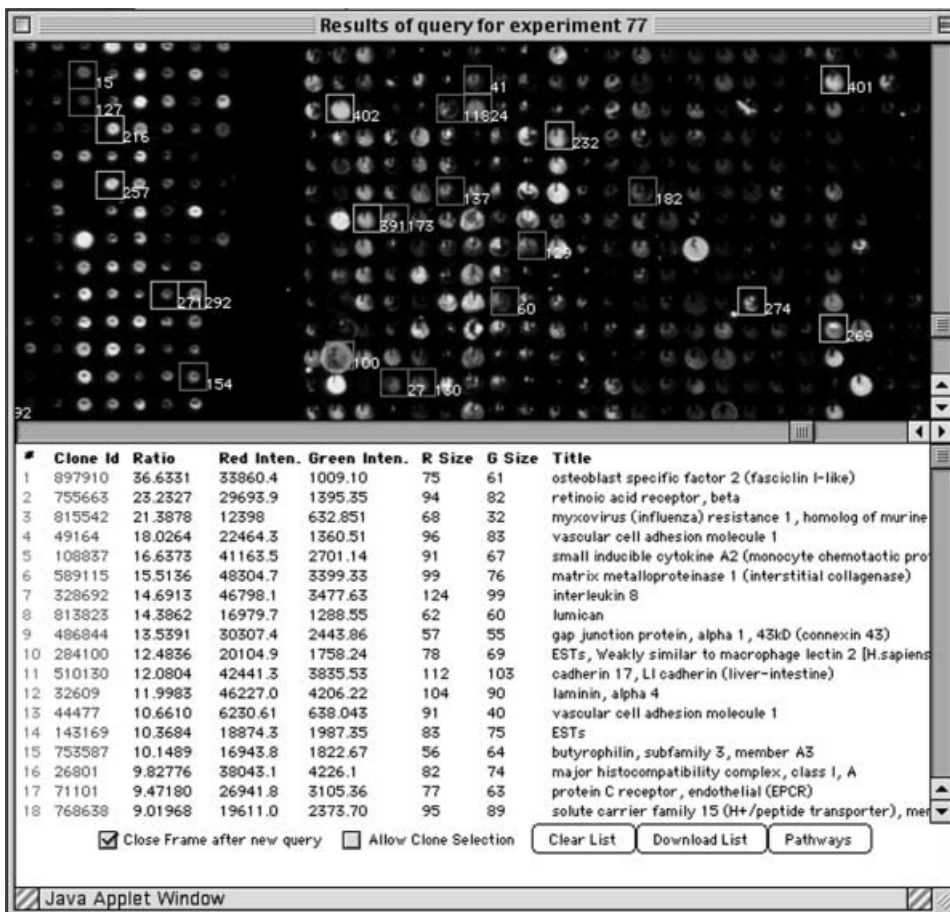 Results of query for experiment 77
15
41
401
127
402
11824
216
232
257
137
182
391173
129
271292
60
274
269
100
154
27 130
92
# Clone Id Ratio Red Inten. Green Inten. R Size G Size Title
1 897910 36.6331 33860.4 1009.10 75 61 osteoblast specific factor 2 (fasciclin I-like)
2 755663 23.2327 29693.9 1395.35 94 82 retinoic acid receptor, beta
3 815542 21.3878 12398 632.851 68 32 myxovirus (influenza) resistance 1, homolog of murine
4 49164 18.0264 22464.3 1360.51 96 83 vascular cell adhesion molecule 1
5 108837 16.6373 41163.5 2701.14 91 67 small inducible cytokine A2 (monocyte chemotactic pro
6 589115 15.5136 48304.7 3399.33 99 76 matrix metalloproteinase 1 (interstitial collagenase)
7 328692 14.6913 46798.1 3477.63 124 99 interleukin 8
8 813823 14.3862 16979.7 1288.55 62 60 lumican
9 486844 13.5391 30307.4 2443.86 57 55 gap junction protein, alpha 1, 43kD (connexin 43)
10 284100 12.4836 20104.9 1758.24 78 69 ESTs, Weakly similar to macrophage lectin 2 [H.sapiens
11 510130 12.0804 42441.3 3835.53 112 103 cadherin 17, LI cadherin (liver-intestine)
12 32609 11.9983 46227.0 4206.22 104 90 laminin, alpha 4
13 44477 10.6610 6230.61 638.043 91 40 vascular cell adhesion molecule 1
14 143169 10.3684 18874.3 1987.35 83 75 ESTs
15 753587 10.1489 16943.8 1822.67 56 64 butyrophilin, subfamily 3, member A3
16 26801 9.82776 38043.1 4226.1 82 74 major histocompatibility complex, class I, A
17 71101 9.47180 26941.8 3105.36 77 63 protein C receptor, endothelial (EPCR)
18 768638 9.01968 19611.0 2373.70 95 89 solute carrier family 15 (H+/peptide transporter), mer
Close Frame after new query Allow Clone Selection Clear List Download List Pathways
Java Applet Window